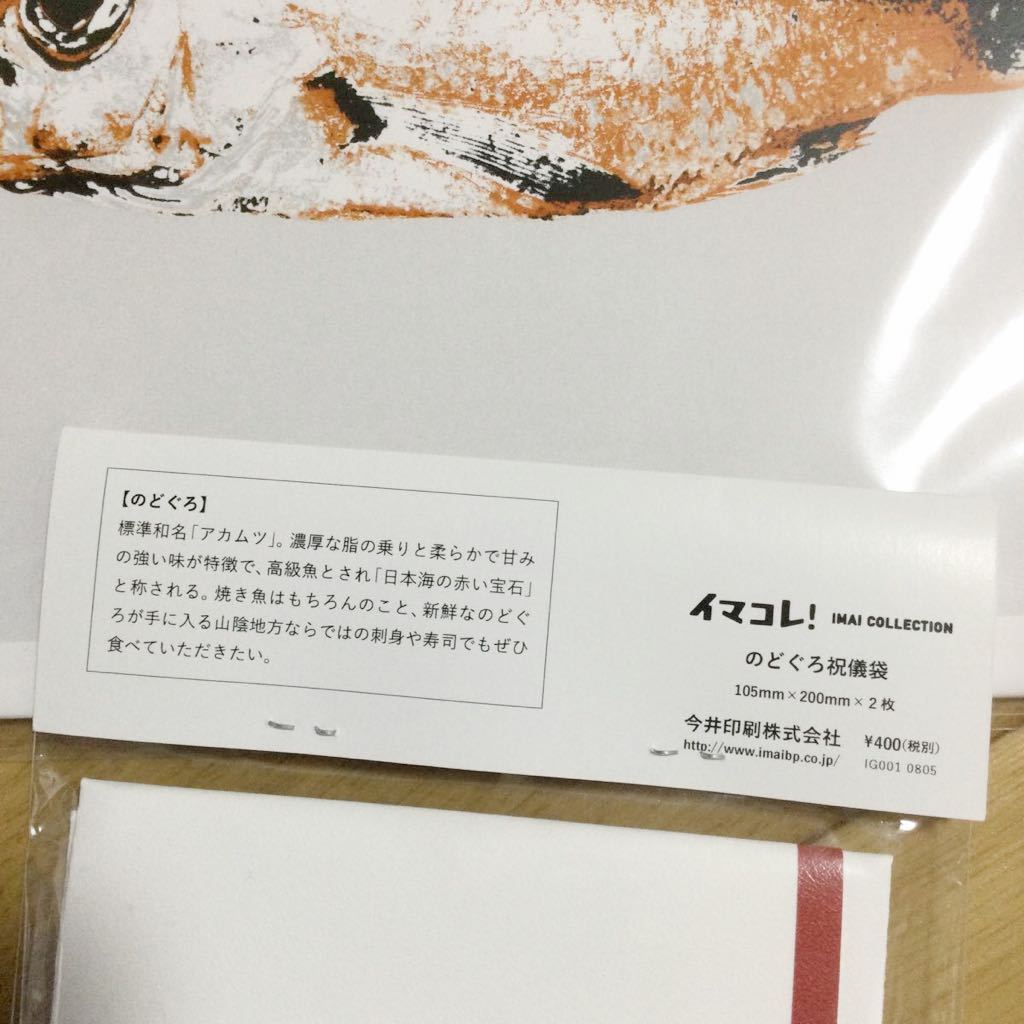 【のどぐろ】
標準和名「アカムツ」。濃厚な脂の乗りと柔らかで甘み
の強い味が特徴で、高級魚とされ「日本海の赤い宝石」
と称される。焼き魚はもちろんのこと、新鮮なのどぐ
ろが手に入る山陰地方ならではの刺身や寿司でもぜひ
食べていただきたい。
イマコレ! IMAI COLLECTION
のどぐろ祝儀袋
105mm×200mm×2枚
今井印刷株式会社 ¥400(税別)
http://www.imaibp.co.jp/ IG001 0805